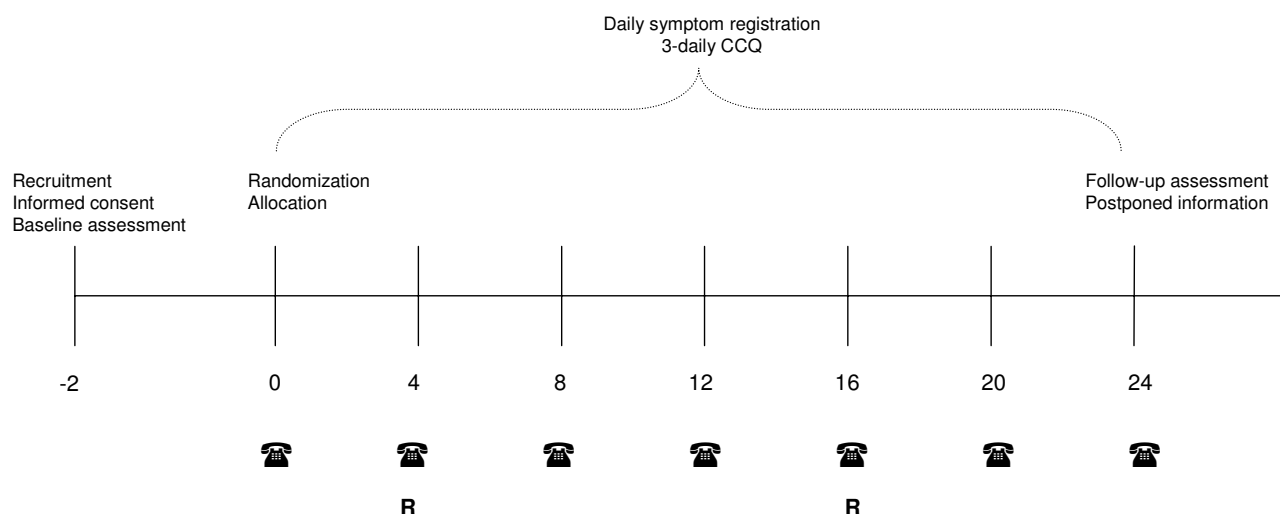 Daily symptom registration
3-daily CCQ
Recruitment
Informed consent
Baseline assessment
Randomization
Allocation
Follow-up assessment
Postponed information
-2 0 4 8 12 16 20 24
R R